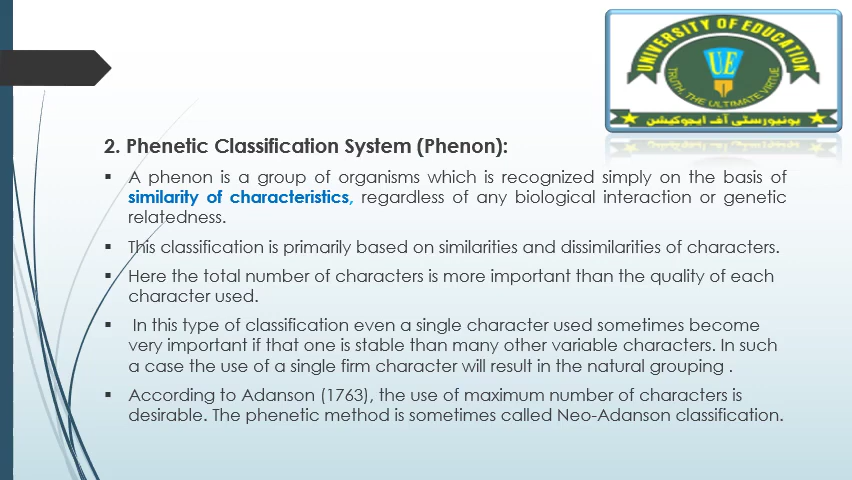 UNIVERSITY OF EDUCATION
UE
TRUTH, THE ULTIMATE VIRTUE
یونیورسٹی آف ایجوکیشن
2. Phenetic Classification System (Phenon):
▪ A phenon is a group of organisms which is recognized simply on the basis of
similarity of characteristics, regardless of any biological interaction or genetic
relatedness.
▪ This classification is primarily based on similarities and dissimilarities of characters.
▪ Here the total number of characters is more important than the quality of each
character used.
▪ In this type of classification even a single character used sometimes become
very important if that one is stable than many other variable characters. In such
a case the use of a single firm character will result in the natural grouping .
▪ According to Adanson (1763), the use of maximum number of characters is
desirable. The phenetic method is sometimes called Neo-Adanson classification.